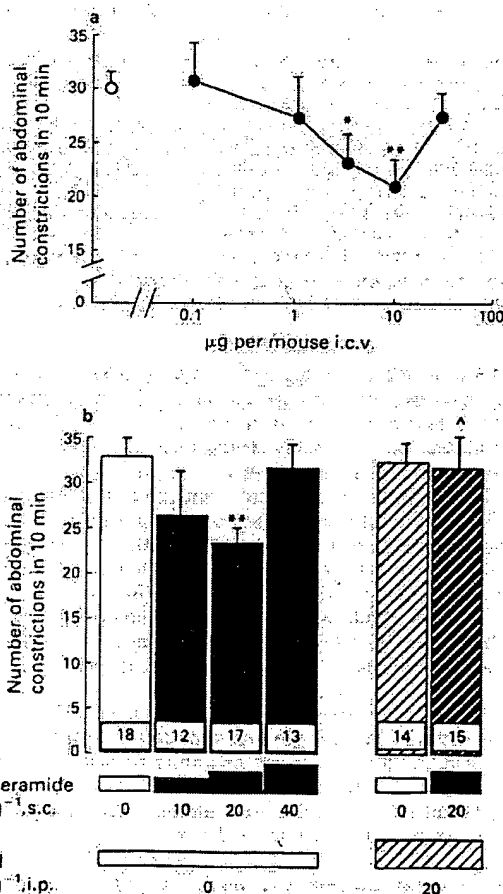 a
35
30
25
20
15
0
0.1 1 10 100
* **
Number of abdominal
constrictions in 10 min
µg per mouse i.c.v.
b
35
30
25
20
15
10
5
0
Number of abdominal
constrictions in 10 min
** ^
18 12 17 13 14 15
eramide
⁻¹,s.c. 0 10 20 40 0 20
⁻¹,i.p. 0 20